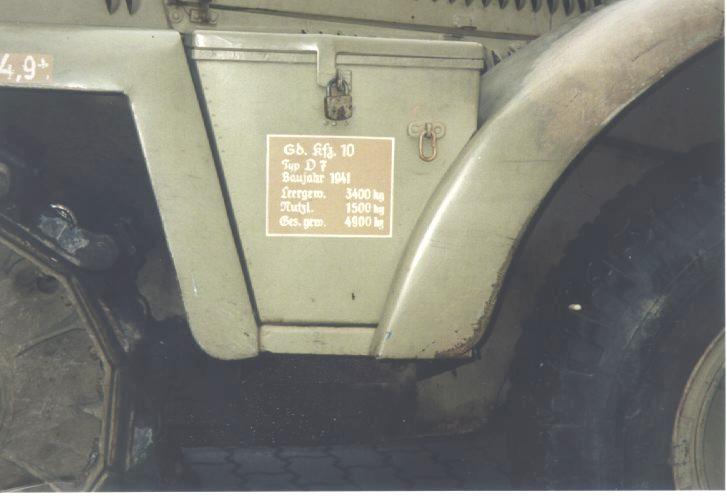 4,9t.
Gd. Kfz. 10
Typ D 7
Baujahr 1941
Leergew. 3400 kg
Nutzl. 1500 kg
Ges. gew. 4900 kg